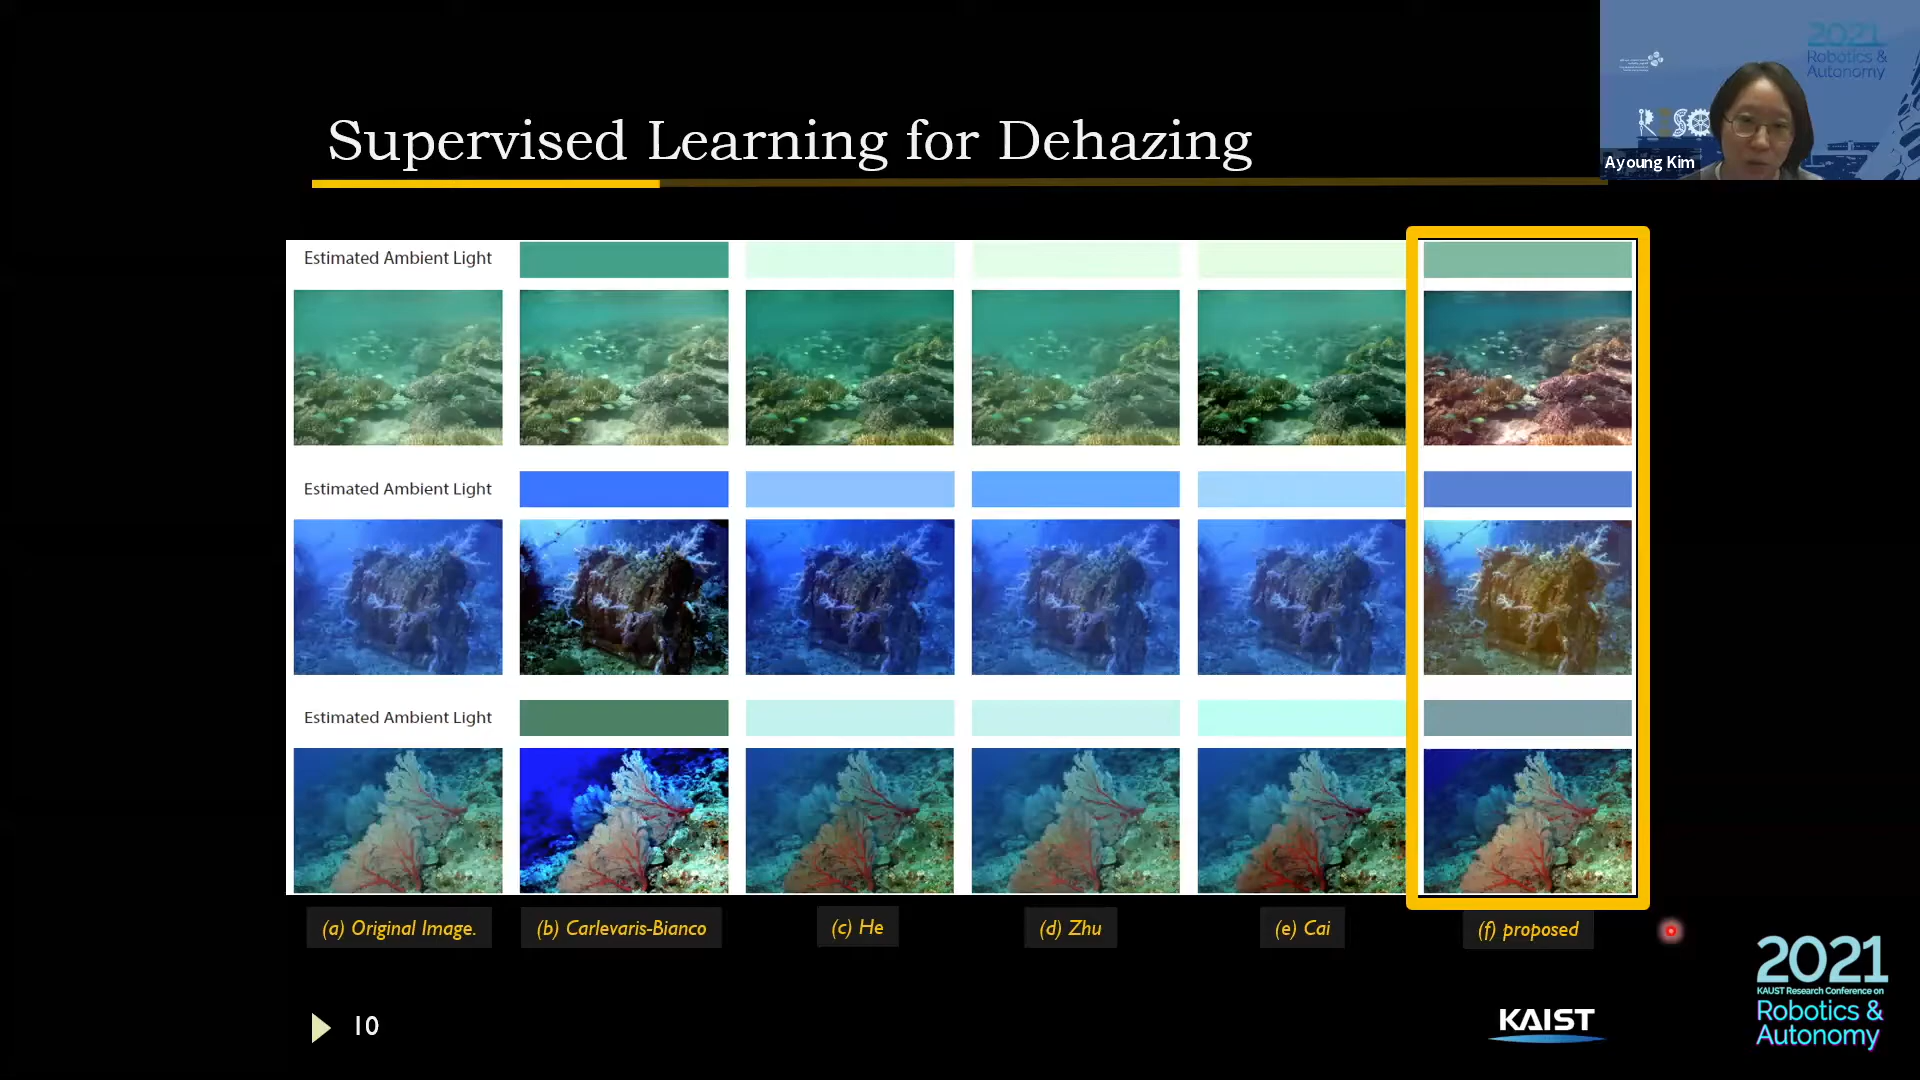 2021
Robotics &
Autonomy
Ayoung Kim
Supervised Learning for Dehazing
Estimated Ambient Light
Estimated Ambient Light
Estimated Ambient Light
(a) Original Image.
(b) Carlevaris-Bianco
(c) He
(d) Zhu
(e) Cai
(f) proposed
10
KAIST
2021
KAUST Research Conference on
Robotics &
Autonomy